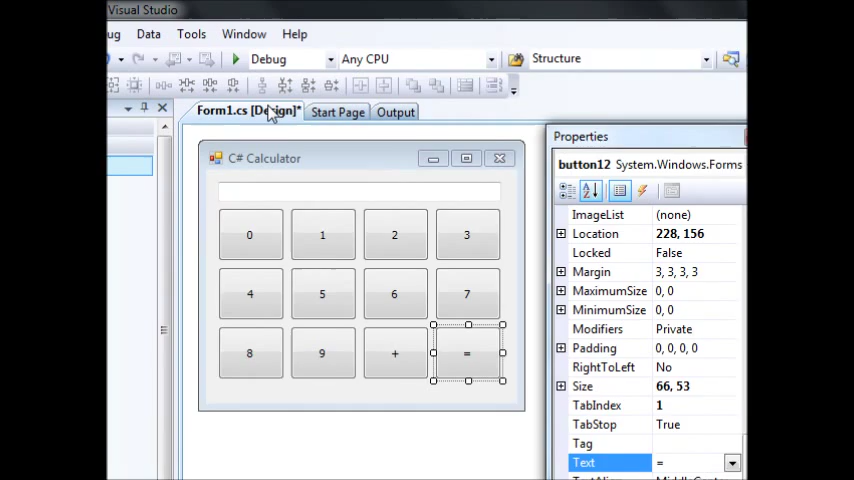 Visual Studio
ug Data Tools Window Help
Debug Any CPU Structure
Form1.cs [Design]* Start Page Output
Properties
C# Calculator
button12 System.Windows.Forms
ImageList (none)
0 1 2 3
Location 228, 156
Locked False
Margin 3, 3, 3, 3
MaximumSize 0, 0
4 5 6 7
MinimumSize 0, 0
Modifiers Private
Padding 0, 0, 0, 0
8 9 + =
RightToLeft No
Size 66, 53
TabIndex 1
TabStop True
Tag
Text =